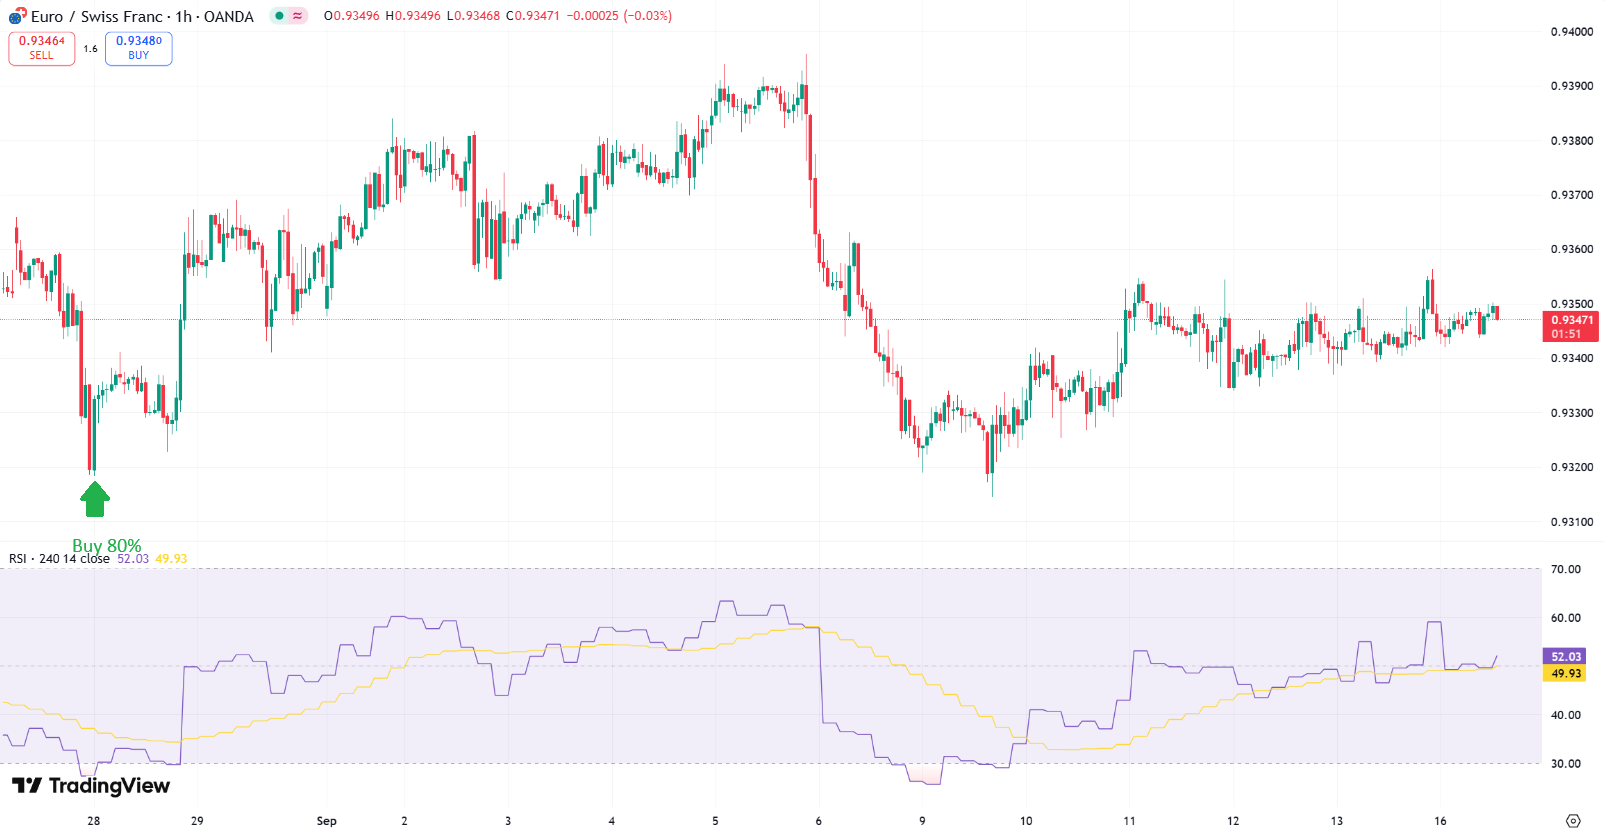 Euro / Swiss Franc · 1h · OANDA
O0.93496 H0.93496 L0.93468 C0.93471 −0.00025 (−0.03%)
0.93464
SELL
1.6
0.93480
BUY
0.94000
0.93900
0.93800
0.93700
0.93600
0.93500
0.93471
01:51
0.93400
0.93300
0.93200
0.93100
Buy 80%
RSI · 240 14 close 52.03 49.93
70.00
60.00
52.03
49.93
40.00
30.00
TradingView
28 29 Sep 2 3 4 5 6 9 10 11 12 13 16